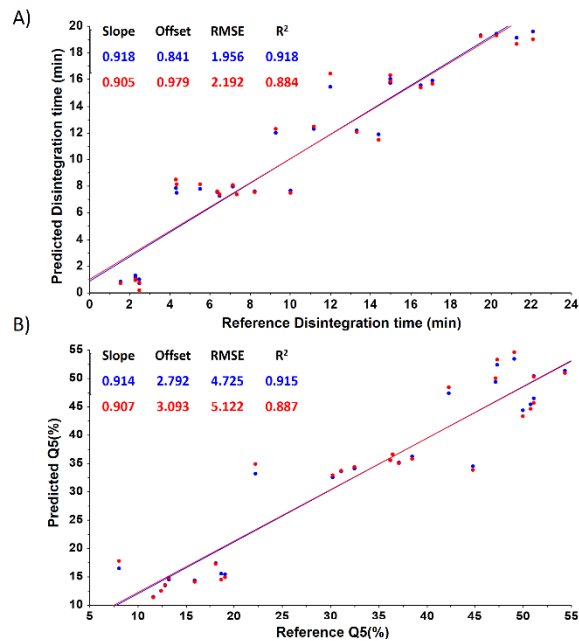 A)
Slope Offset RMSE R²
0.918 0.841 1.956 0.918
0.905 0.979 2.192 0.884
Predicted Disintegration time (min)
20
18
16
14
12
10
8
6
4
2
0
0 2 4 6 8 10 12 14 16 18 20 22 24
Reference Disintegration time (min)
B)
Slope Offset RMSE R²
0.914 2.792 4.725 0.915
0.907 3.093 5.122 0.887
Predicted Q5(%)
55
50
45
40
35
30
25
20
15
10
5 10 15 20 25 30 35 40 45 50 55
Reference Q5(%)